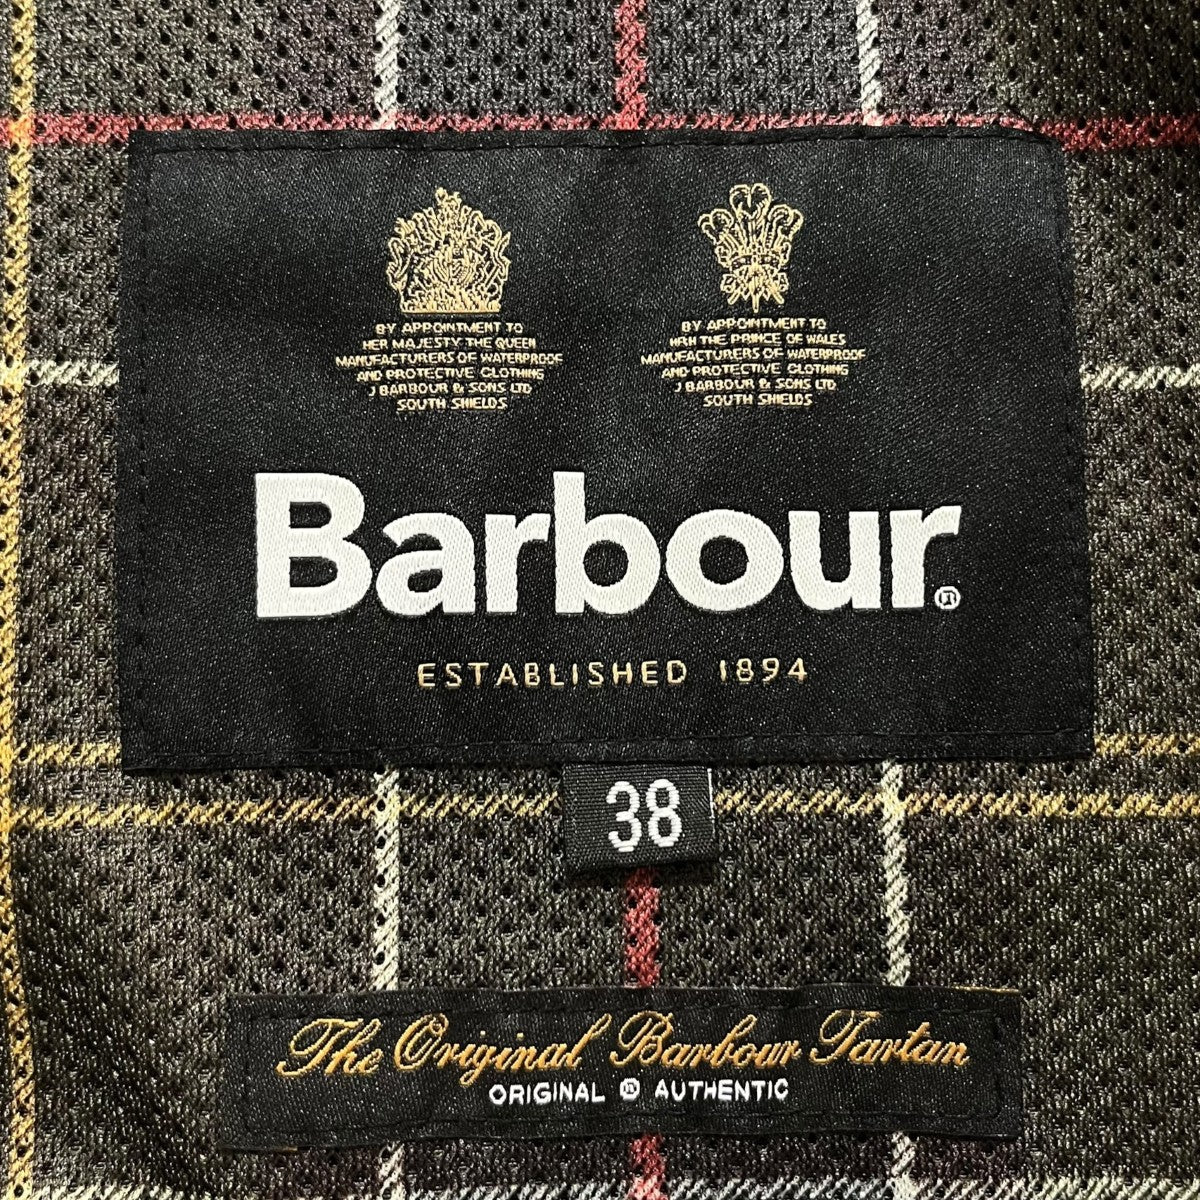 BY APPOINTMENT TO
HER MAJESTY THE QUEEN
MANUFACTURERS OF WATERPROOF
AND PROTECTIVE CLOTHING
J BARBOUR & SONS LTD
SOUTH SHIELDS
BY APPOINTMENT TO
HRH THE PRINCE OF WALES
MANUFACTURERS OF WATERPROOF
AND PROTECTIVE CLOTHING
J BARBOUR & SONS LTD
SOUTH SHIELDS
Barbour®
ESTABLISHED 1894
38
The Original Barbour Tartan
ORIGINAL ® AUTHENTIC